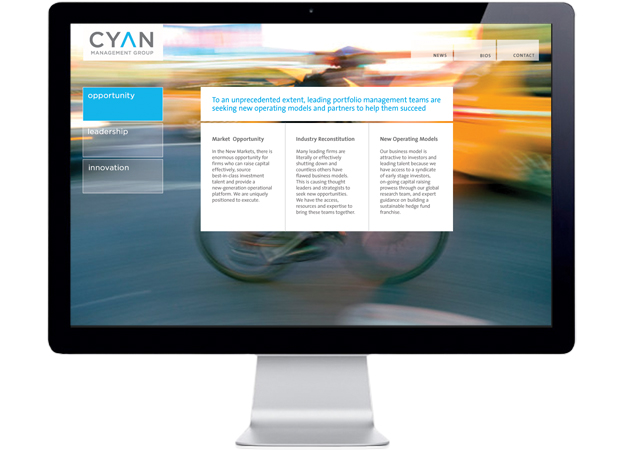 CYAN
MANAGEMENT GROUP
NEWS
BIOS
CONTACT
opportunity
leadership
innovation
To an unprecedented extent, leading portfolio management teams are
seeking new operating models and partners to help them succeed
Market Opportunity
In the New Markets, there is
enormous opportunity for
firms who can raise capital
effectively, source
best-in-class investment
talent and provide a
new-generation operational
platform. We are uniquely
positioned to execute.
Industry Reconstitution
Many leading firms are
literally or effectively
shutting down and
countless others have
flawed business models.
This is causing thought
leaders and strategists to
seek new opportunities.
We have the access,
resources and expertise to
bring these teams together.
New Operating Models
Our business model is
attractive to investors and
leading talent because we
have access to a syndicate
of early stage investors,
on-going capital raising
prowess through our global
research team, and expert
guidance on building a
sustainable hedge fund
franchise.